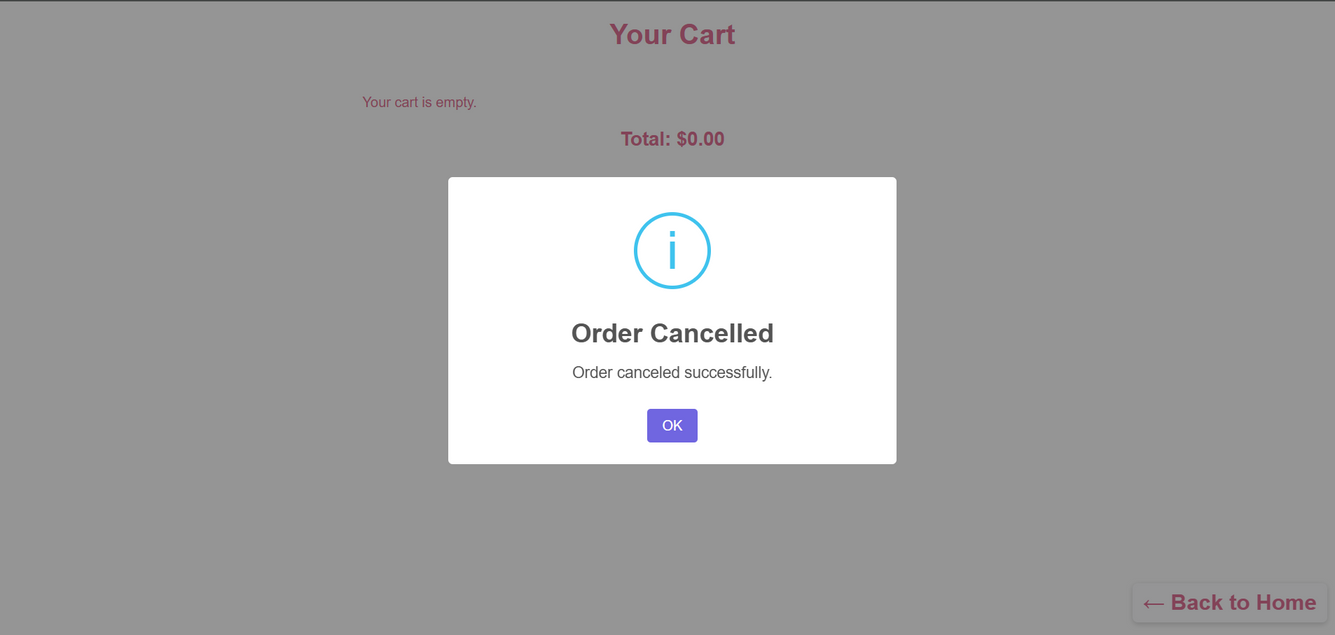 Your Cart
Your cart is empty.
Total: $0.00
i
Order Cancelled
Order canceled successfully.
OK
← Back to Home